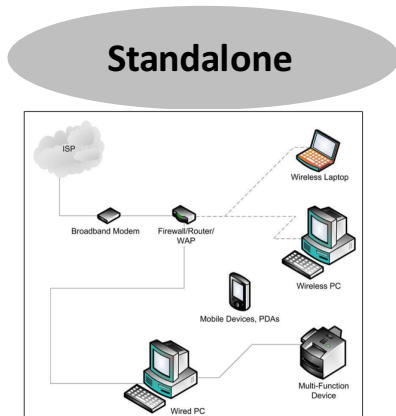 Standalone
ISP
Wireless Laptop
Broadband Modem
Firewall/Router/
WAP
Wireless PC
Mobile Devices, PDAs
Multi-Function
Device
Wired PC